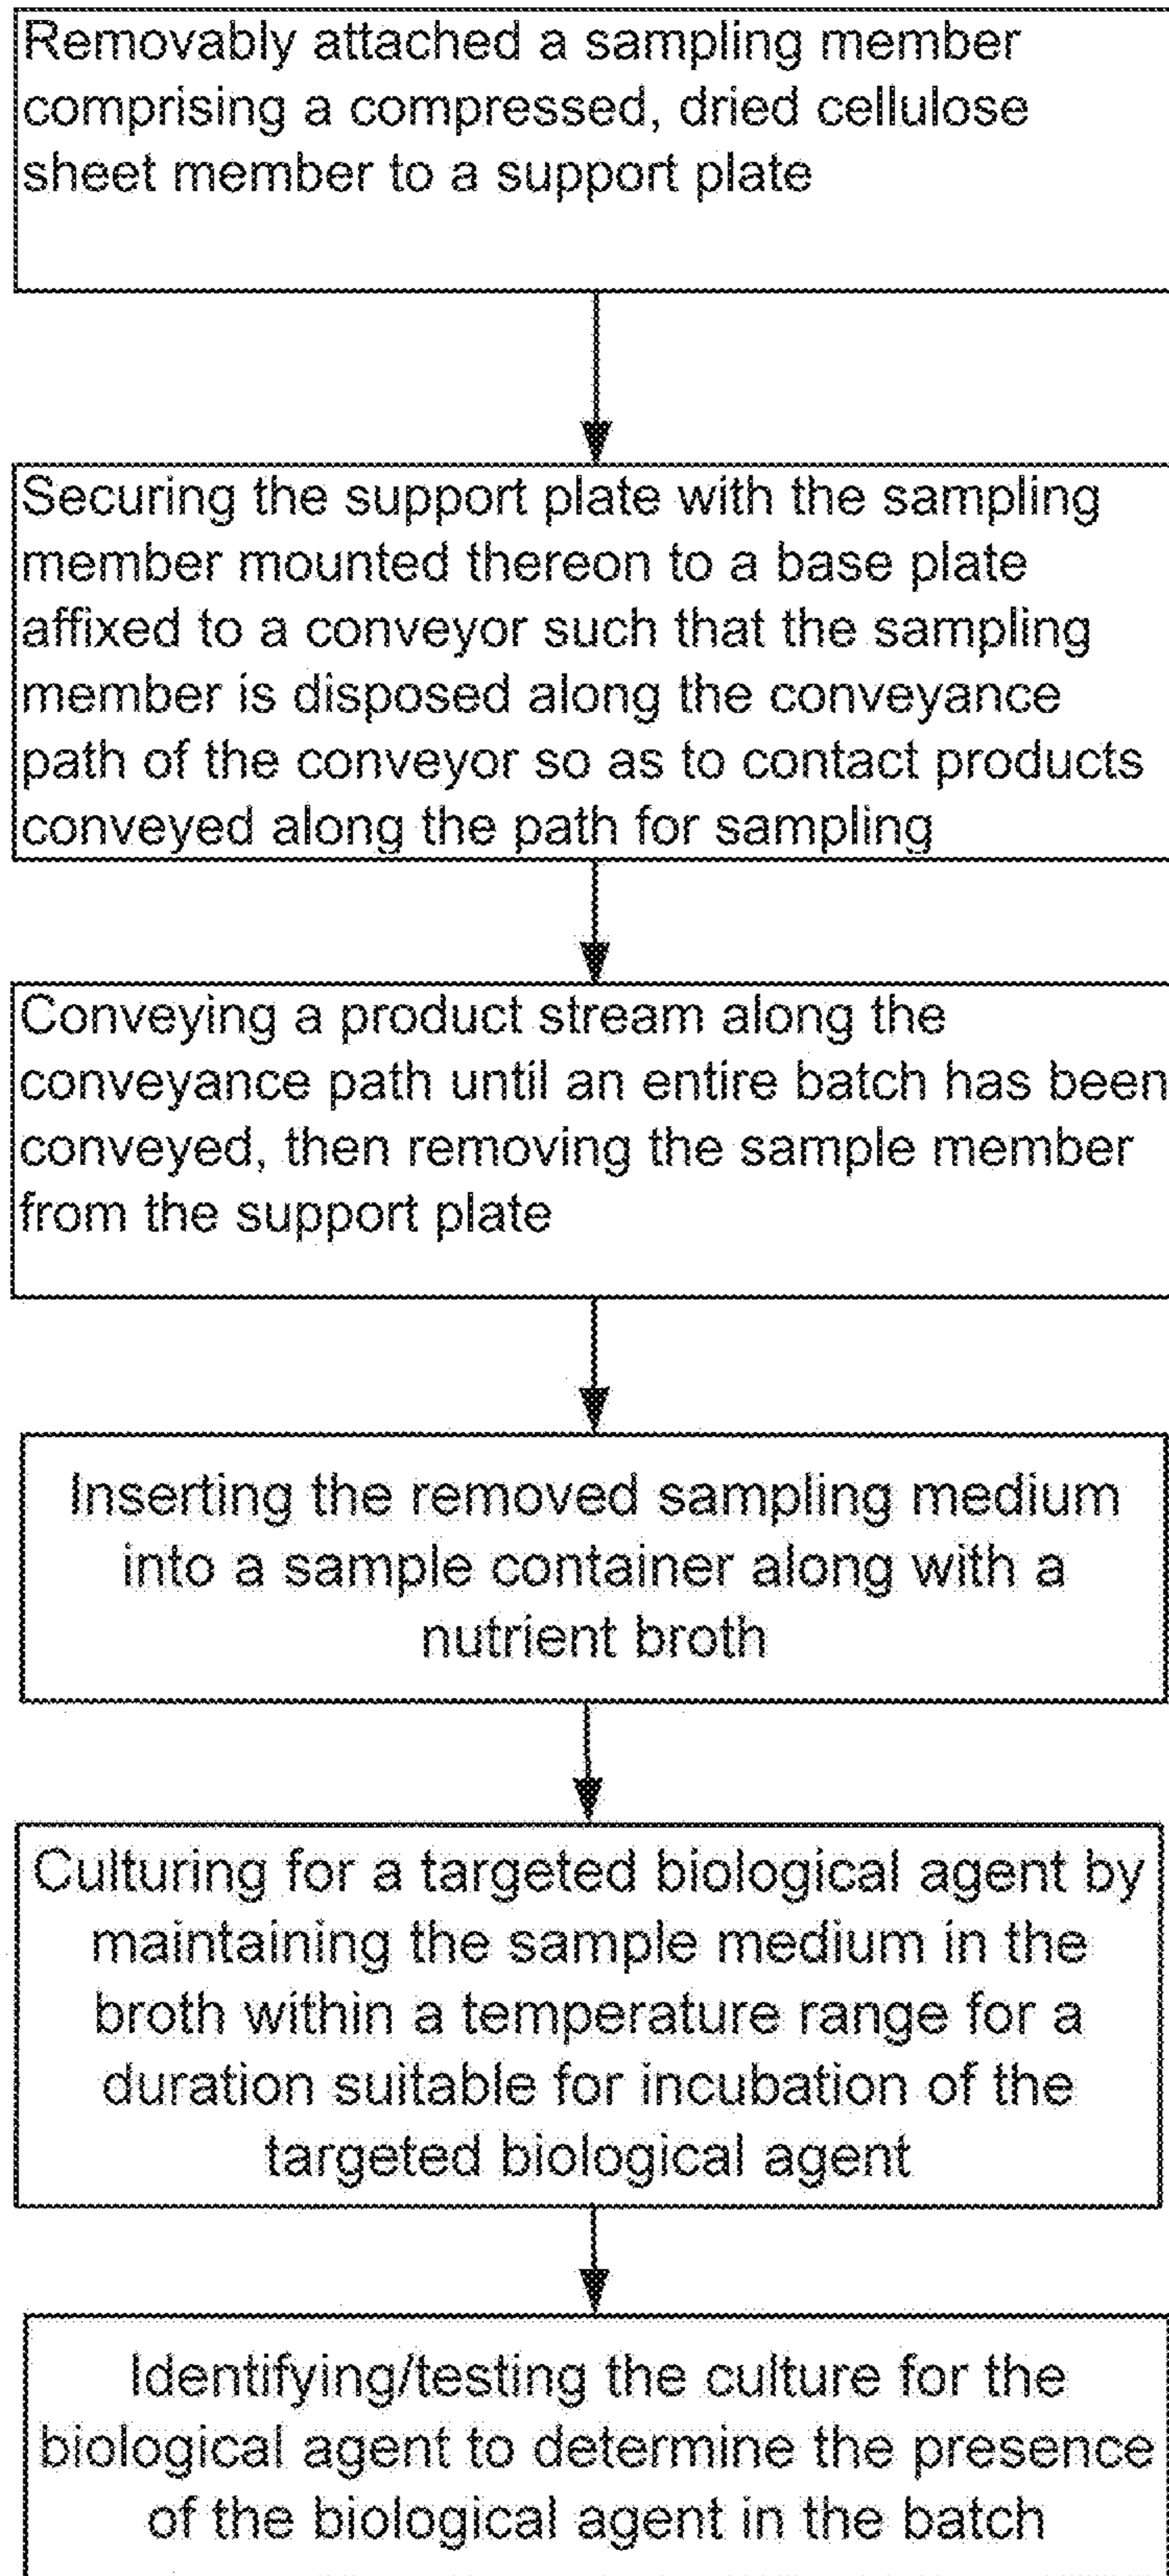 Removably attached a sampling member
comprising a compressed, dried cellulose
sheet member to a support plate
Securing the support plate with the sampling
member mounted thereon to a base plate
affixed to a conveyor such that the sampling
member is disposed along the conveyance
path of the conveyor so as to contact products
conveyed along the path for sampling
Conveying a product stream along the
conveyance path until an entire batch has been
conveyed, then removing the sample member
from the support plate
Inserting the removed sampling medium
into a sample container along with a
nutrient broth
Culturing for a targeted biological agent by
maintaining the sample medium in the
broth within a temperature range for a
duration suitable for incubation of the
targeted biological agent
Identifying/testing the culture for the
biological agent to determine the presence
of the biological agent in the batch